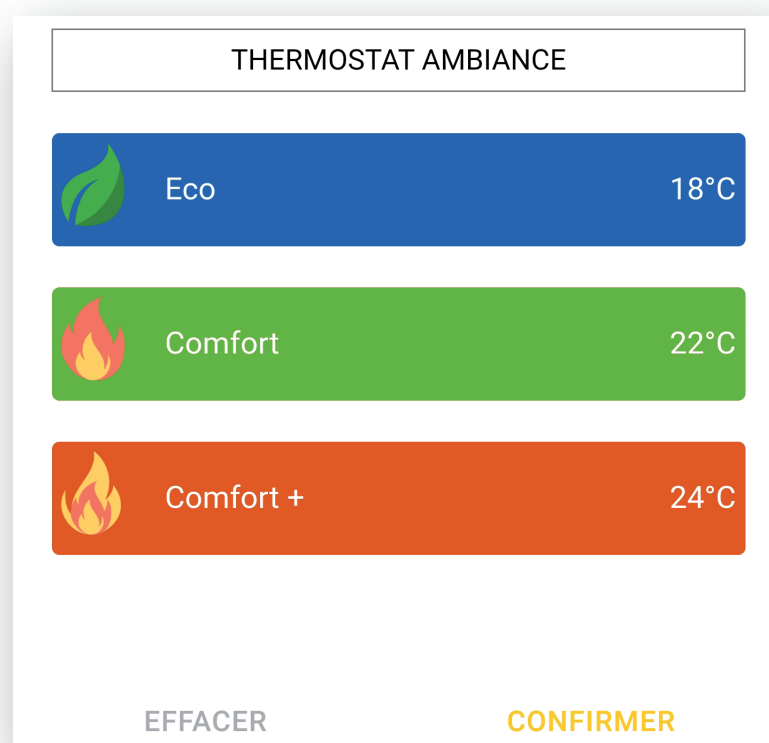 THERMOSTAT AMBIANCE
Eco 18°C
Comfort 22°C
Comfort + 24°C
EFFACER CONFIRMER